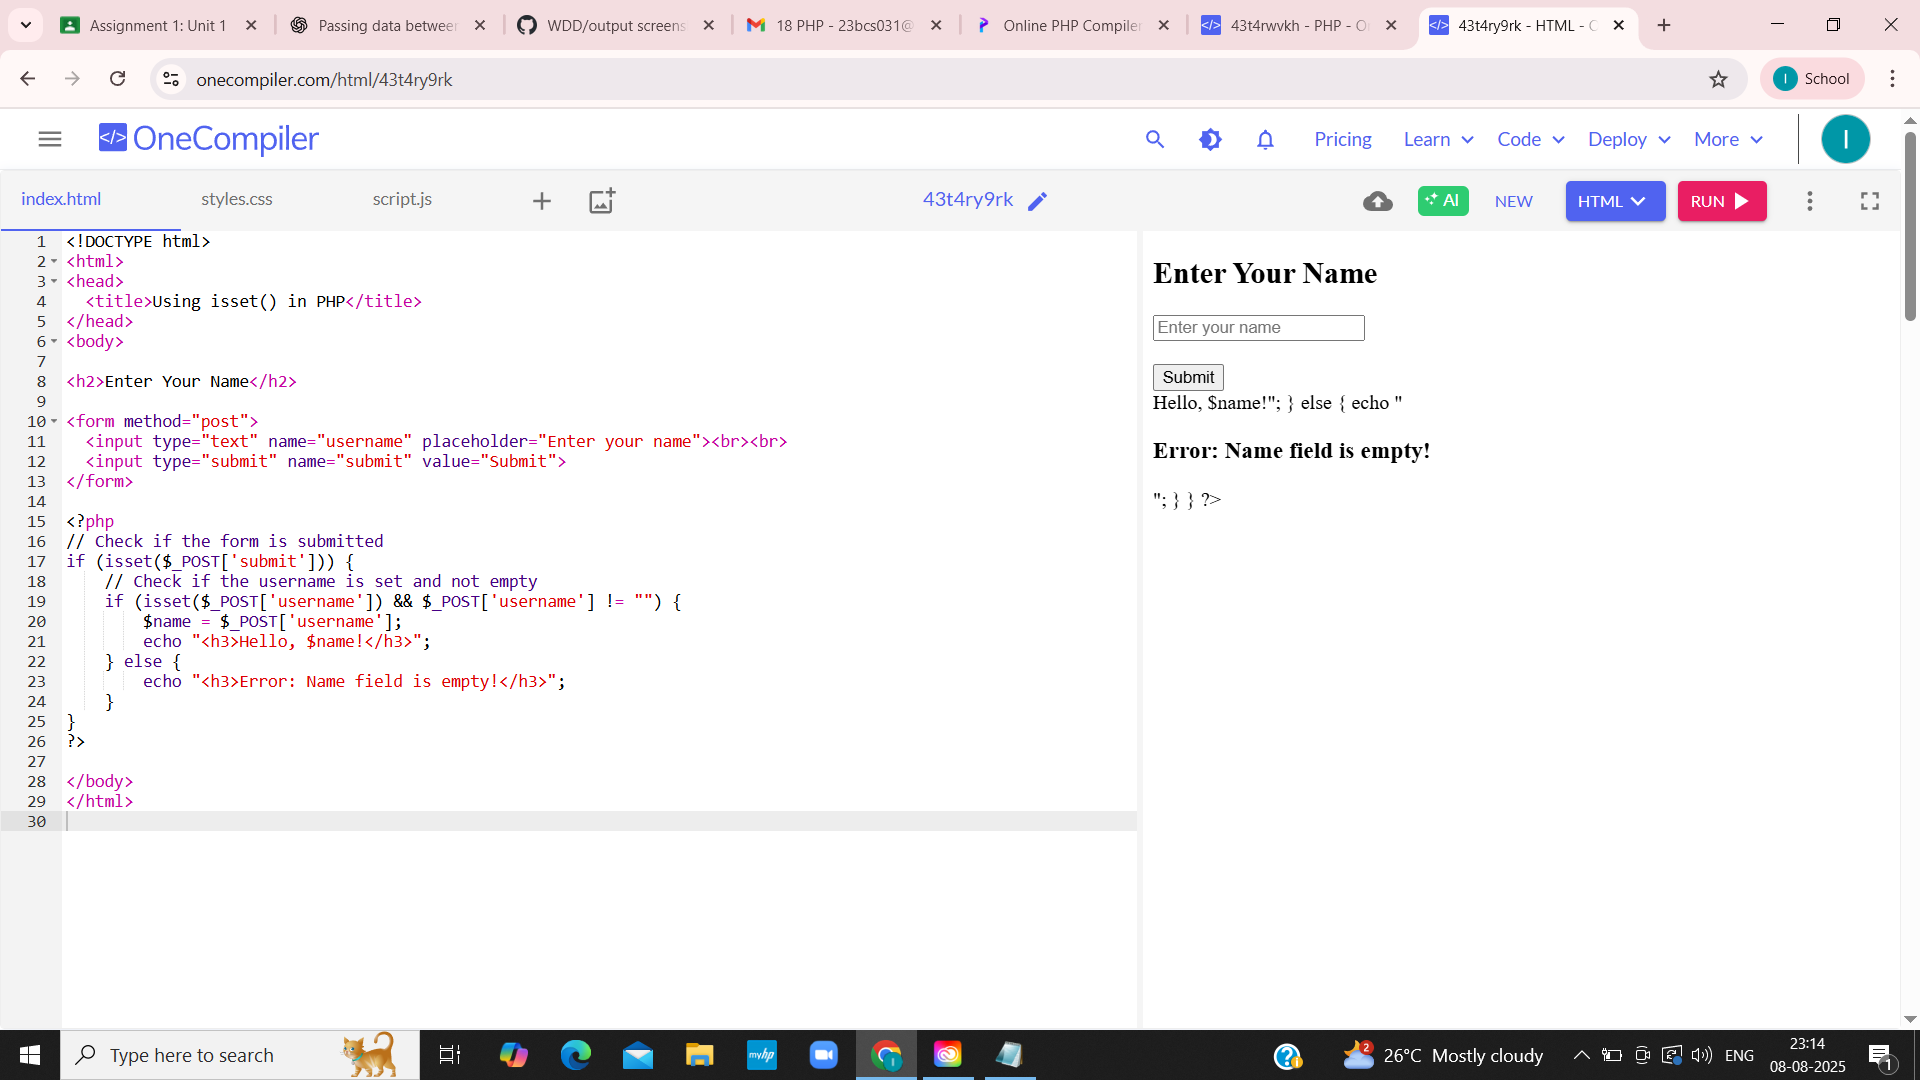 Assignment 1: Unit 1
Passing data between
WDD/output screens
18 PHP - 23bcs031@
Online PHP Compiler
43t4rwvkh - PHP - O
43t4ry9rk - HTML - O
onecompiler.com/html/43t4ry9rk
I School
</> OneCompiler
Pricing Learn Code Deploy More I
index.html styles.css script.js 43t4ry9rk AI NEW HTML RUN
1 <!DOCTYPE html>
2 <html>
3 <head>
4 <title>Using isset() in PHP</title>
5 </head>
6 <body>
7
8 <h2>Enter Your Name</h2>
9
10 <form method="post">
11 <input type="text" name="username" placeholder="Enter your name"><br><br>
12 <input type="submit" name="submit" value="Submit">
13 </form>
14
15 <?php
16 // Check if the form is submitted
17 if (isset($_POST['submit'])) {
18 // Check if the username is set and not empty
19 if (isset($_POST['username']) && $_POST['username'] != "") {
20 $name = $_POST['username'];
21 echo "<h3>Hello, $name!</h3>";
22 } else {
23 echo "<h3>Error: Name field is empty!</h3>";
24 }
25 }
26 ?>
27
28 </body>
29 </html>
30
Enter Your Name
Enter your name
Submit
Hello, $name!"; } else { echo "
Error: Name field is empty!
"; } } ?>
Type here to search
myhp
2
26°C Mostly cloudy
ENG
23:14
08-08-2025
1